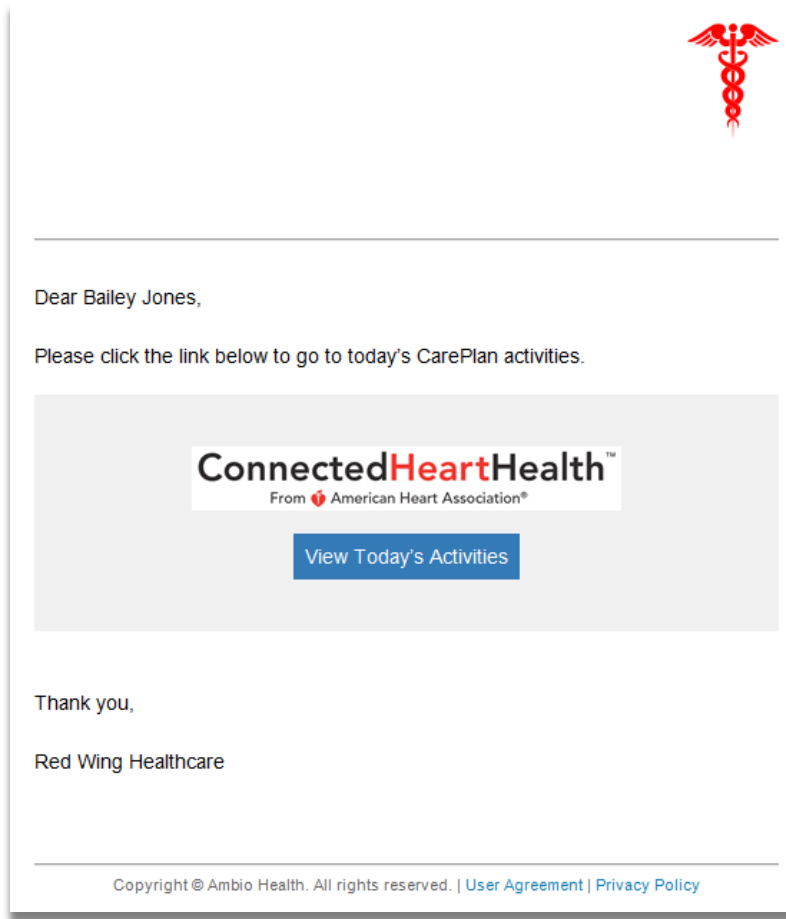 Dear Bailey Jones,
Please click the link below to go to today's CarePlan activities.
ConnectedHeartHealth™
From American Heart Association®
View Today's Activities
Thank you,
Red Wing Healthcare
Copyright © Ambio Health. All rights reserved. | User Agreement | Privacy Policy